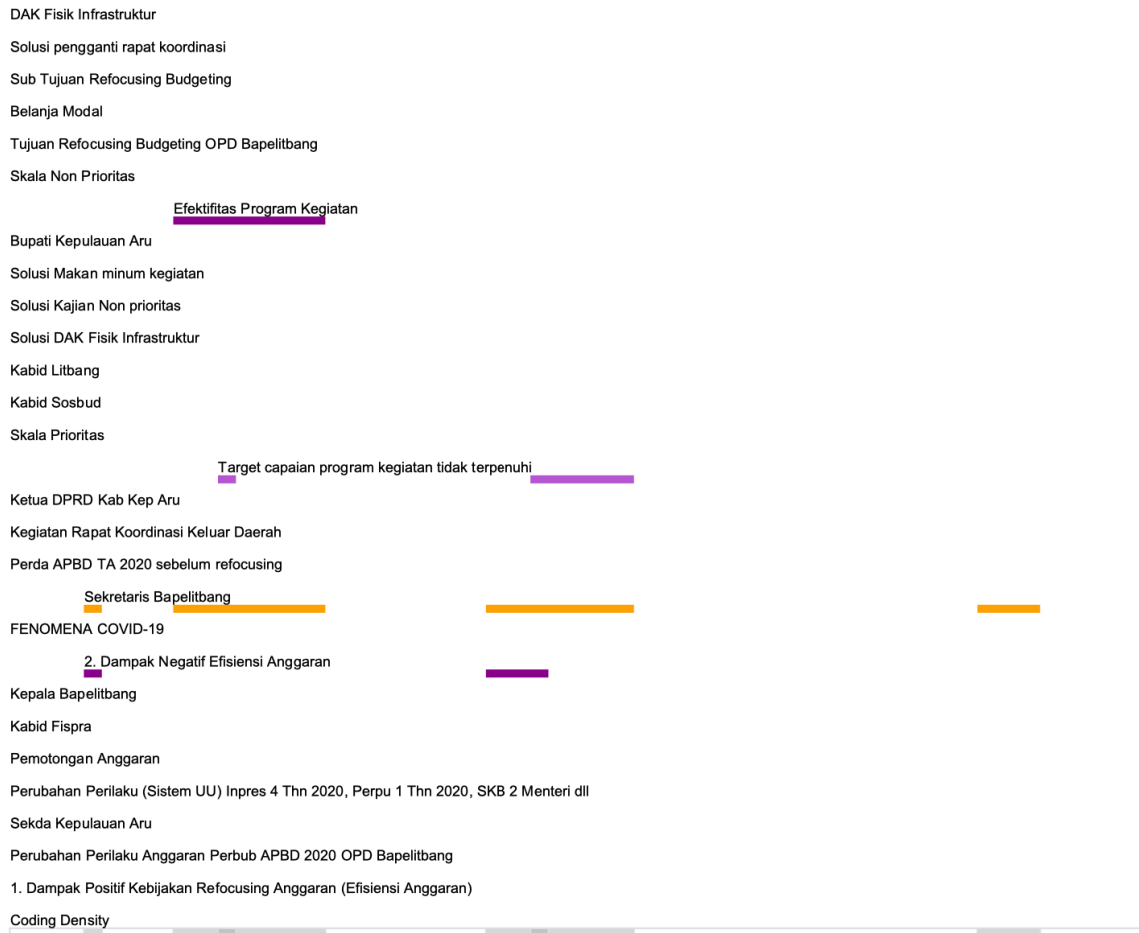 DAK Fisik Infrastruktur
Solusi pengganti rapat koordinasi
Sub Tujuan Refocusing Budgeting
Belanja Modal
Tujuan Refocusing Budgeting OPD Bapelitbang
Skala Non Prioritas
Efektifitas Program Kegiatan
Bupati Kepulauan Aru
Solusi Makan minum kegiatan
Solusi Kajian Non prioritas
Solusi DAK Fisik Infrastruktur
Kabid Litbang
Kabid Sosbud
Skala Prioritas
Target capaian program kegiatan tidak terpenuhi
Ketua DPRD Kab Kep Aru
Kegiatan Rapat Koordinasi Keluar Daerah
Perda APBD TA 2020 sebelum refocusing
Sekretaris Bapelitbang
FENOMENA COVID-19
2. Dampak Negatif Efisiensi Anggaran
Kepala Bapelitbang
Kabid Fispra
Pemotongan Anggaran
Perubahan Perilaku (Sistem UU) Inpres 4 Thn 2020, Perpu 1 Thn 2020, SKB 2 Menteri dll
Sekda Kepulauan Aru
Perubahan Perilaku Anggaran Perbub APBD 2020 OPD Bapelitbang
1. Dampak Positif Kebijakan Refocusing Anggaran (Efisiensi Anggaran)
Coding Density